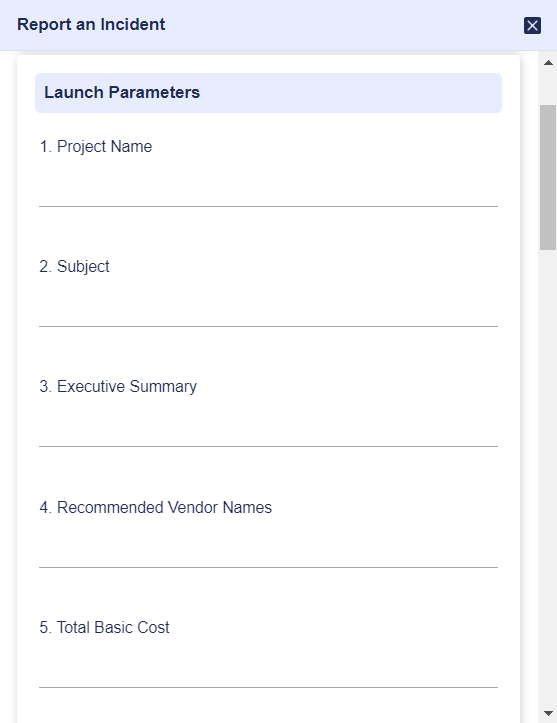 Report an Incident
Launch Parameters
1. Project Name
2. Subject
3. Executive Summary
4. Recommended Vendor Names
5. Total Basic Cost